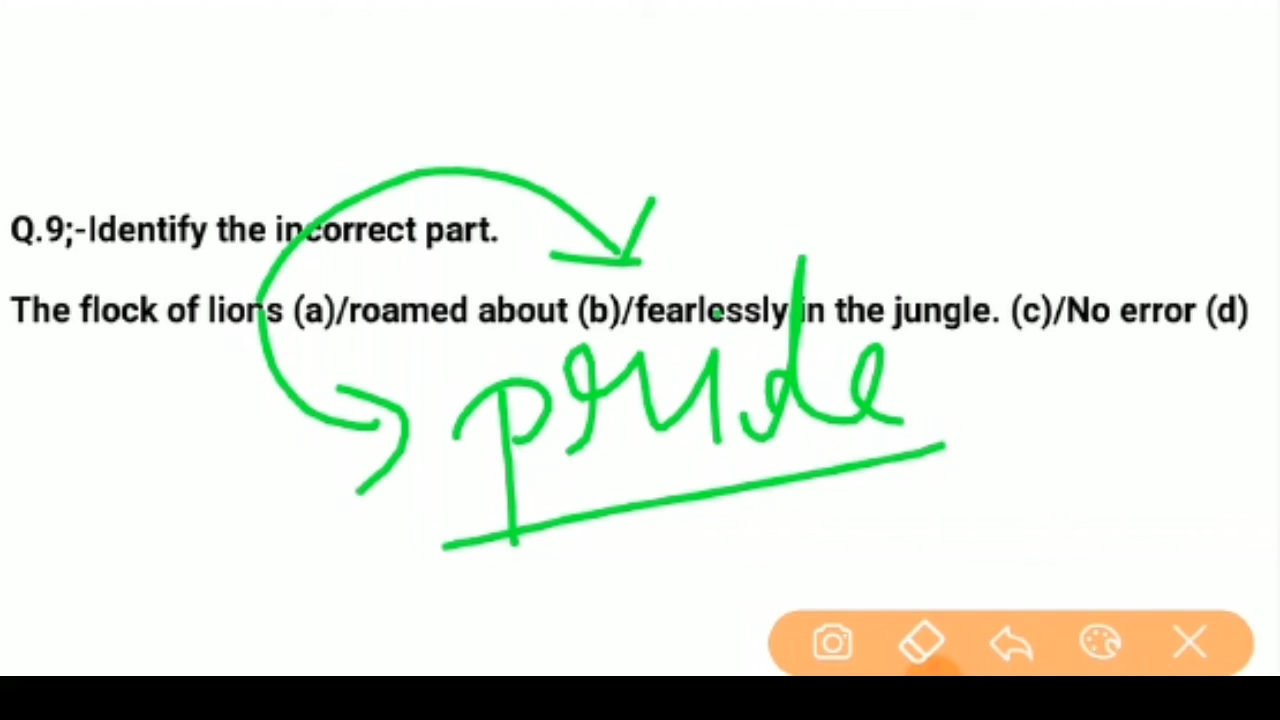 Q.9;-Identify the incorrect part.
The flock of lions (a)/roamed about (b)/fearlessly in the jungle. (c)/No error (d)
pride